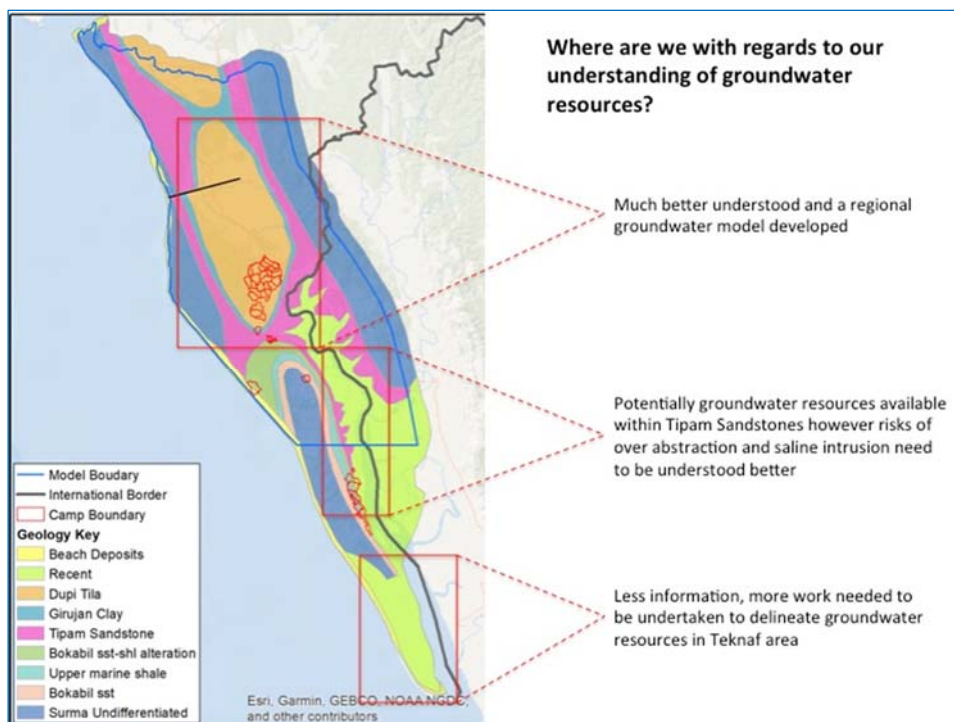 Where are we with regards to our
understanding of groundwater
resources?
Much better understood and a regional
groundwater model developed
Potentially groundwater resources available
within Tipam Sandstones however risks of
over abstraction and saline intrusion need
to be understood better
Less information, more work needed to
be undertaken to delineate groundwater
resources in Teknaf area
Model Boudary
International Border
Camp Boundary
Geology Key
Beach Deposits
Recent
Dupi Tila
Girujan Clay
Tipam Sandstone
Bokabil sst-shl alteration
Upper marine shale
Bokabil sst
Surma Undifferentiated
Esri, Garmin, GEBCO, NOAA NGDC,
and other contributors